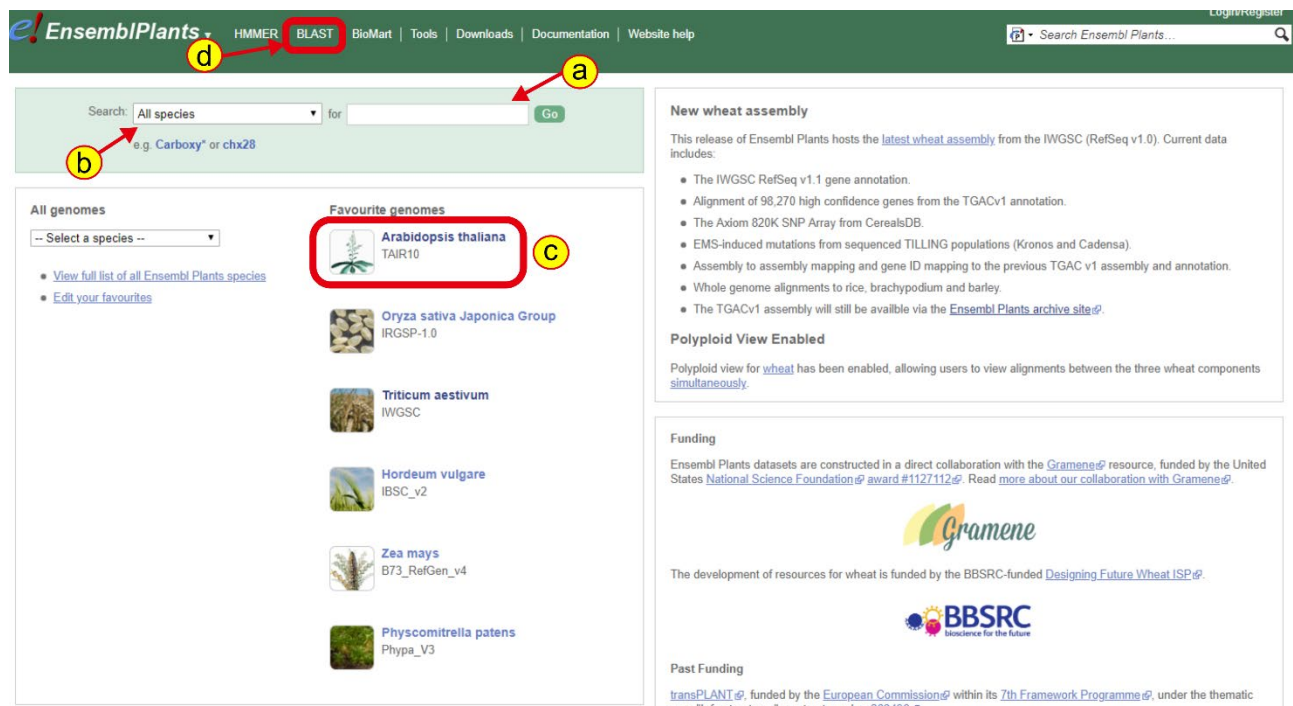 Login/Register
e! EnsemblPlants ▾ HMMER BLAST BioMart | Tools | Downloads | Documentation | Website help
Search Ensembl Plants…
d
a
Search: All species for Go
e.g. Carboxy* or chx28
b
All genomes
-- Select a species --
View full list of all Ensembl Plants species
Edit your favourites
Favourite genomes
Arabidopsis thaliana
TAIR10
c
Oryza sativa Japonica Group
IRGSP-1.0
Triticum aestivum
IWGSC
Hordeum vulgare
IBSC_v2
Zea mays
B73_RefGen_v4
Physcomitrella patens
Phypa_V3
New wheat assembly
This release of Ensembl Plants hosts the latest wheat assembly from the IWGSC (RefSeq v1.0). Current data
includes:
The IWGSC RefSeq v1.1 gene annotation.
Alignment of 98,270 high confidence genes from the TGACv1 annotation.
The Axiom 820K SNP Array from CerealsDB.
EMS-induced mutations from sequenced TILLING populations (Kronos and Cadensa).
Assembly to assembly mapping and gene ID mapping to the previous TGAC v1 assembly and annotation.
Whole genome alignments to rice, brachypodium and barley.
The TGACv1 assembly will still be availble via the Ensembl Plants archive site.
Polyploid View Enabled
Polyploid view for wheat has been enabled, allowing users to view alignments between the three wheat components
simultaneously.
Funding
Ensembl Plants datasets are constructed in a direct collaboration with the Gramene resource, funded by the United
States National Science Foundation award #1127112. Read more about our collaboration with Gramene.
Gramene
The development of resources for wheat is funded by the BBSRC-funded Designing Future Wheat ISP.
BBSRC
bioscience for the future
Past Funding
transPLANT, funded by the European Commission within its 7th Framework Programme, under the thematic